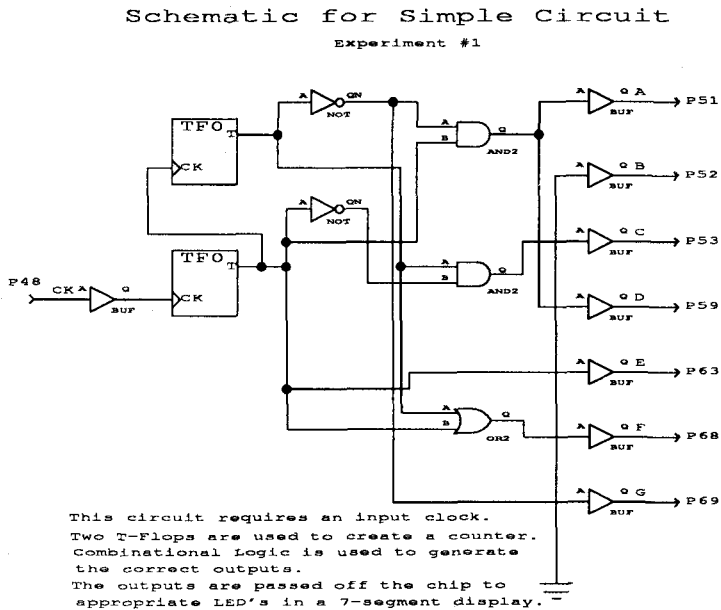 Schematic for Simple Circuit
Experiment #1
A QN
NOT
TFO
T
CK
A
B
Q
AND2
A Q A
BUF
P51
A Q B
BUF
P52
A QN
NOT
TFO
T
CK
P48
CK A Q
BUF
A
B
Q
AND2
A Q C
BUF
P53
A Q D
BUF
P59
A Q E
BUF
P63
A
B
Q
OR2
A Q F
BUF
P68
A Q G
BUF
P69
This circuit requires an input clock.
Two T-Flops are used to create a counter.
Combinational Logic is used to generate
the correct outputs.
The outputs are passed off the chip to
appropriate LED's in a 7-segment display.